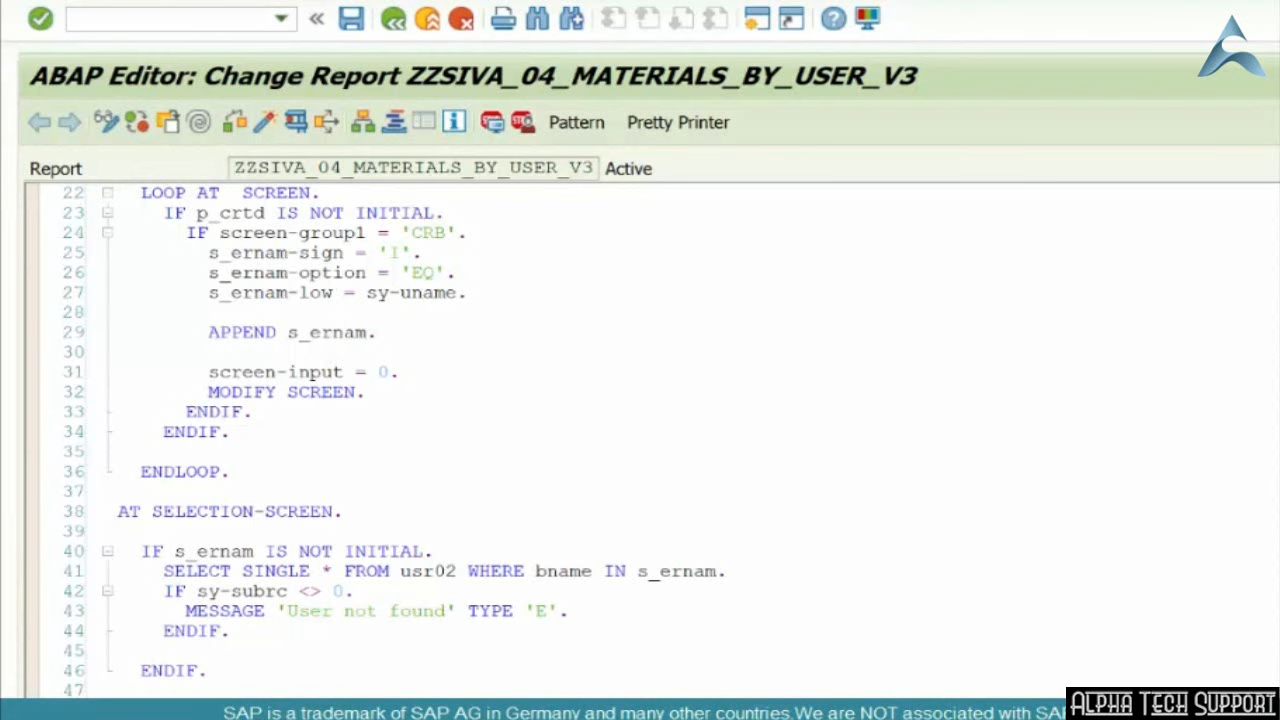 ABAP Editor: Change Report ZZSIVA_04_MATERIALS_BY_USER_V3
Pattern Pretty Printer
Report ZZSIVA_04_MATERIALS_BY_USER_V3 Active
22 LOOP AT SCREEN.
23 IF p_crtd IS NOT INITIAL.
24 IF screen-group1 = 'CRB'.
25 s_ernam-sign = 'I'.
26 s_ernam-option = 'EQ'.
27 s_ernam-low = sy-uname.
28
29 APPEND s_ernam.
30
31 screen-input = 0.
32 MODIFY SCREEN.
33 ENDIF.
34 ENDIF.
35
36 ENDLOOP.
37
38 AT SELECTION-SCREEN.
39
40 IF s_ernam IS NOT INITIAL.
41 SELECT SINGLE * FROM usr02 WHERE bname IN s_ernam.
42 IF sy-subrc <> 0.
43 MESSAGE 'User not found' TYPE 'E'.
44 ENDIF.
45
46 ENDIF.
47
SAP is a trademark of SAP AG in Germany and many other countries.We are NOT associated with SAP
ALPHA TECH SUPPORT